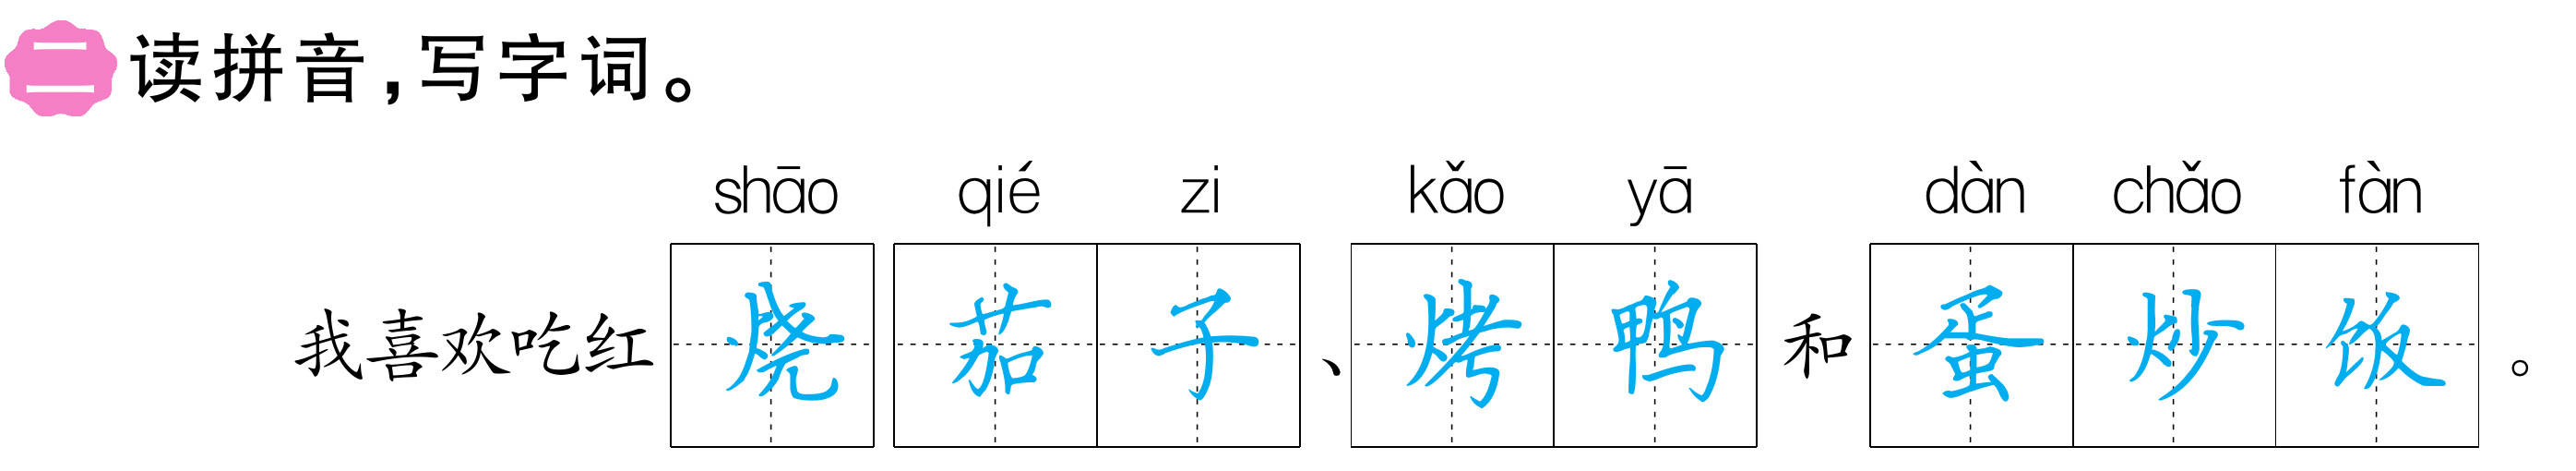 二 读拼音，写字词。
shāo qié zi kǎo yā dàn chǎo fàn
我喜欢吃红烧茄子、烤鸭和蛋炒饭。